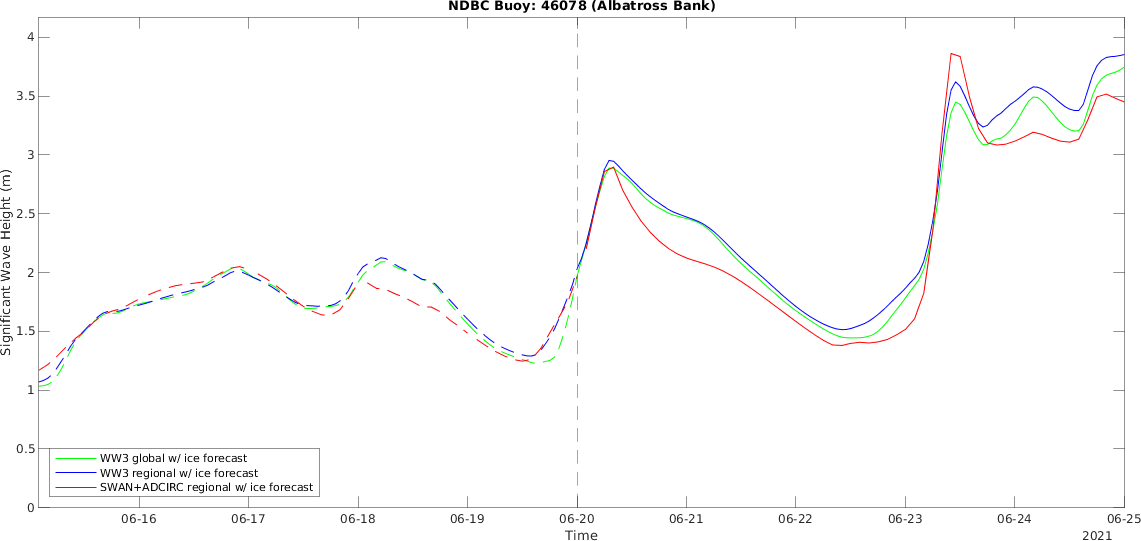 NDBC Buoy: 46078 (Albatross Bank)
Significant Wave Height (m)
4
3.5
3
2.5
2
1.5
1
0.5
0
WW3 global w/ ice forecast
WW3 regional w/ ice forecast
SWAN+ADCIRC regional w/ ice forecast
06-16 06-17 06-18 06-19 06-20 06-21 06-22 06-23 06-24 06-25
Time
2021